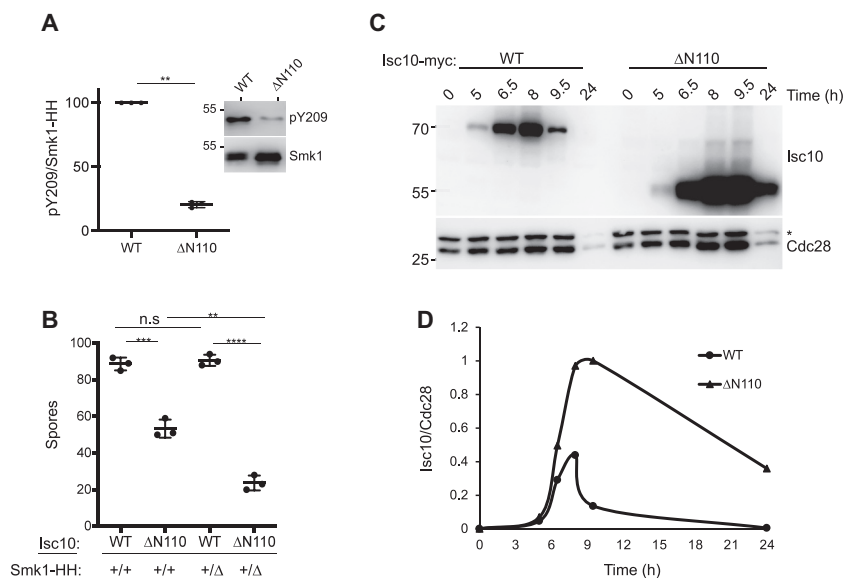 A
**
100
50
0
pY209/Smk1-HH
WT
ΔN110
WT
ΔN110
55
pY209
55
Smk1
B
n.s
**
***
****
100
80
60
40
20
0
Spores
Isc10: WT ΔN110 WT ΔN110
Smk1-HH: +/+ +/+ +/Δ +/Δ
C
Isc10-myc: WT ΔN110
0 5 6.5 8 9.5 24 0 5 6.5 8 9.5 24 Time (h)
70
Isc10
55
*
Cdc28
25
D
1.2
1
0.8
0.6
0.4
0.2
0
Isc10/Cdc28
WT
ΔN110
0 3 6 9 12 15 18 21 24
Time (h)